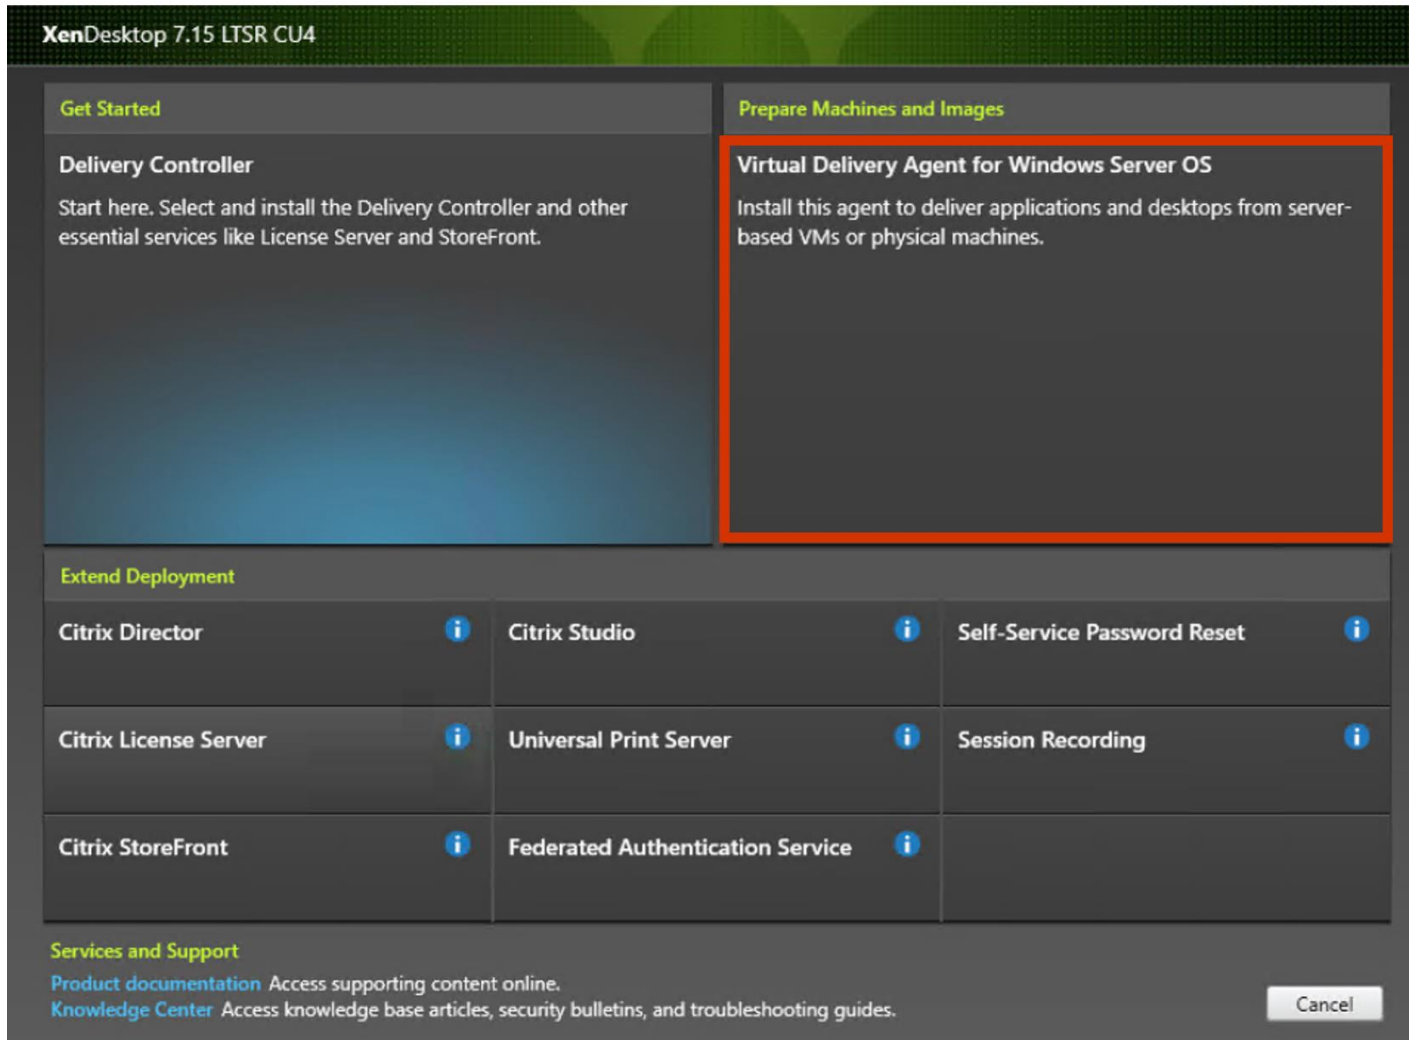 XenDesktop 7.15 LTSR CU4
Get Started
Delivery Controller
Start here. Select and install the Delivery Controller and other
essential services like License Server and StoreFront.
Prepare Machines and Images
Virtual Delivery Agent for Windows Server OS
Install this agent to deliver applications and desktops from server-
based VMs or physical machines.
Extend Deployment
Citrix Director
Citrix Studio
Self-Service Password Reset
Citrix License Server
Universal Print Server
Session Recording
Citrix StoreFront
Federated Authentication Service
Services and Support
Product documentation Access supporting content online.
Knowledge Center Access knowledge base articles, security bulletins, and troubleshooting guides.
Cancel